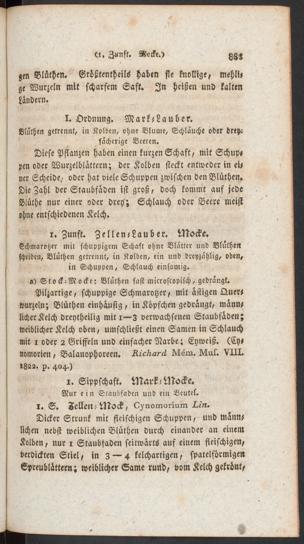 (1. Zunft. Mocke.) 881
gen Blüthen. Größtentheils haben sie knollige, mehli-
ge Wurzeln mit scharfem Saft. In heißen und kalten
Ländern.
I. Ordnung. Mark-Lauber.
Blüthen getrennt, in Kolben, ohne Blume, Schläuche oder drey-
fächerige Beeren.
Diese Pflanzen haben einen kurzen Schaft, mit Schup-
pen oder Wurzelblättern; der Kolben steckt entweder in ei-
ner Scheide, oder hat viele Schuppen zwischen den Blüthen.
Die Zahl der Staubfäden ist groß, doch kommt auf jede
Blüthe nur einer oder drey; Schlauch oder Beere meist
ohne entschiedenen Kelch.
1. Zunft. Zellen-Lauber. Mocke.
Schmarotzer mit schuppigem Schaft ohne Blätter und Blüthen-
scheiden, Blüthen getrennt, in Kolben, ein und dreyzählig, oben,
in Schuppen, Schlauch einsamig.
a) Stock-Mocke: Blüthen fast microscopisch, gedrängt.
Pilzartige, schuppige Schmarotzer, mit ästigen Quer-
wurzeln; Blüthen einhäusig, in Köpfchen gedrängt, männ-
licher Kelch dreytheilig mit 1—3 verwachsenen Staubfäden;
weiblicher Kelch oben, umschließt einen Samen in Schlauch
mit 1 oder 2 Griffeln und einfacher Narbe; Eyweiß. (Cy-
nomorien, Balanophoreen. Richard Mém. Mus. VIII.
1822. p. 404.)
1. Sippschaft. Mark-Mocke.
Nur ein Staubfaden und ein Beutel.
1. G. Zellen-Mock, Cynomorium Lin.
Dicker Strunk mit fleischigen Schuppen, und männ-
lichen nebst weiblichen Blüthen durch einander an einem
Kolben, nur 1 Staubfaden seitwärts auf einem fleischigen,
verdickten Stiel, in 3—4 kelchartigen, spatelförmigen
Spreublättern; weiblicher Same rund, vom Kelch gekrönt,